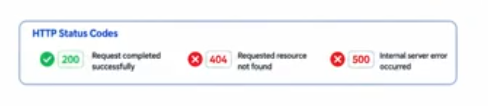 HTTP Status Codes
200
Request completed
successfully
404
Requested resource
not found
500
Internal server error
occurred